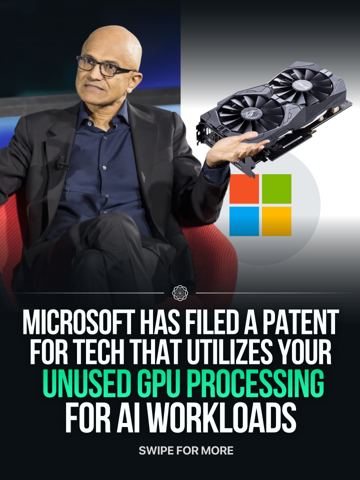 MICROSOFT HAS FILED A PATENT
FOR TECH THAT UTILIZES YOUR
UNUSED GPU PROCESSING
FOR AI WORKLOADS
SWIPE FOR MORE